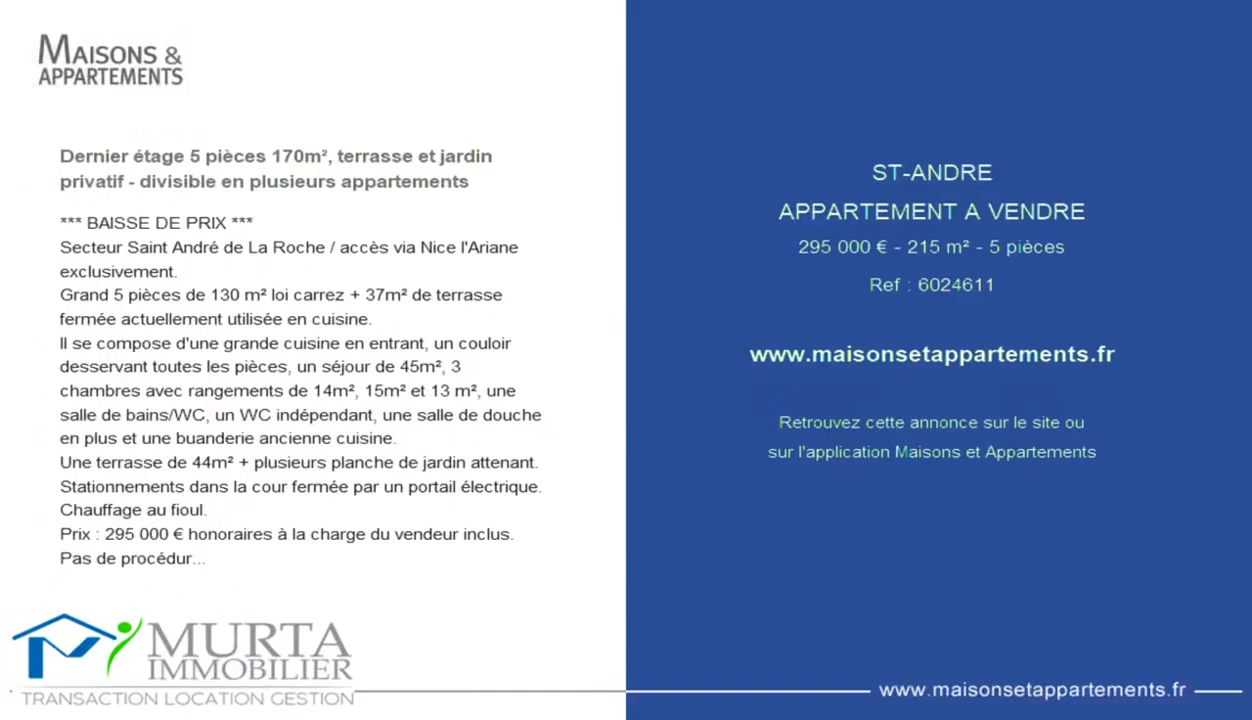 MAISONS &
APPARTEMENTS
Dernier étage 5 pièces 170m², terrasse et jardin
privatif - divisible en plusieurs appartements
*** BAISSE DE PRIX ***
Secteur Saint André de La Roche / accès via Nice l'Ariane
exclusivement.
Grand 5 pièces de 130 m² loi carrez + 37m² de terrasse
fermée actuellement utilisée en cuisine.
Il se compose d'une grande cuisine en entrant, un couloir
desservant toutes les pièces, un séjour de 45m², 3
chambres avec rangements de 14m², 15m² et 13 m², une
salle de bains/WC, un WC indépendant, une salle de douche
en plus et une buanderie ancienne cuisine.
Une terrasse de 44m² + plusieurs planche de jardin attenant.
Stationnements dans la cour fermée par un portail électrique.
Chauffage au fioul.
Prix : 295 000 € honoraires à la charge du vendeur inclus.
Pas de procédur...
MURTA
IMMOBILIER
TRANSACTION LOCATION GESTION
ST-ANDRE
APPARTEMENT A VENDRE
295 000 € - 215 m² - 5 pièces
Ref : 6024611
www.maisonsetappartements.fr
Retrouvez cette annonce sur le site ou
sur l'application Maisons et Appartements
www.maisonsetappartements.fr